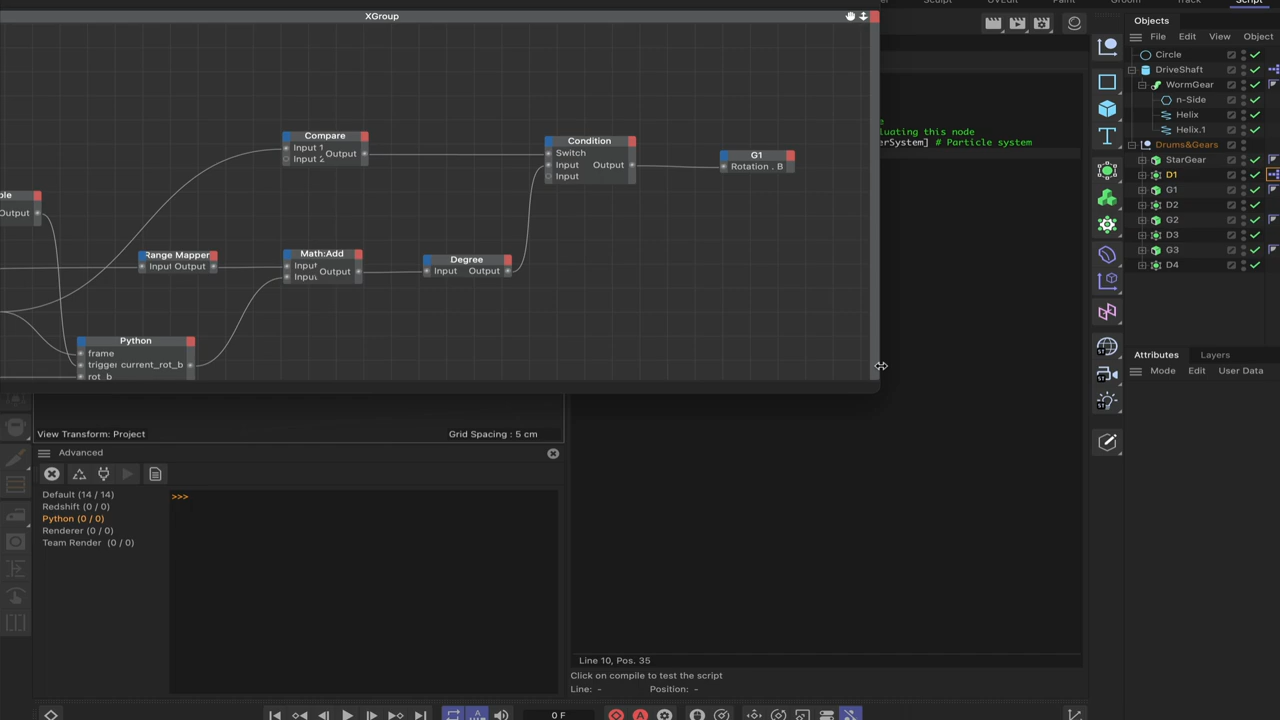 Script
XGroup
Objects
File Edit View Object
Circle
DriveShaft
WormGear
n-Side
Helix
Helix.1
Drums&Gears
StarGear
D1
G1
D2
G2
D3
G3
D4
Compare
Input 1
Output
Input 2
Condition
Switch
Input Output
Input
G1
Rotation . B
Output
Range Mapper
Input Output
Math:Add
Input
Output
Input
Degree
Input Output
Python
frame
trigger current_rot_b
rot_b
luating this node
erSystem] # Particle system
Attributes Layers
Mode Edit User Data
View Transform: Project
Grid Spacing : 5 cm
Advanced
Default (14 / 14)
Redshift (0 / 0)
Python (0 / 0)
Renderer (0 / 0)
Team Render (0 / 0)
>>>
Line 10, Pos. 35
Click on compile to test the script
Line: - Position: -
0 F